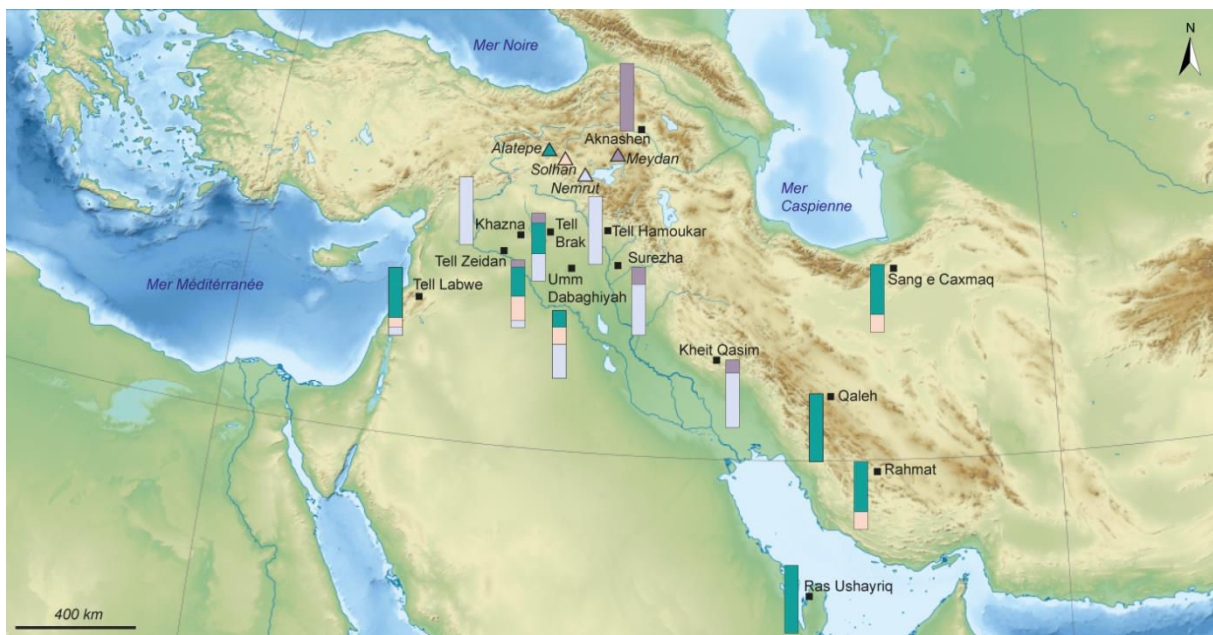 Mer Noire
N
Aknashen
Alatepe
Meydan
Solhan
Nemrut
Mer
Caspienne
Khazna
Tell
Brak
Tell Hamoukar
Tell Zeidan
Surezha
Umm
Dabaghiyah
Sang e Caxmaq
Mer Méditérranée
Tell Labwe
Kheit Qasim
Qaleh
Rahmat
Ras Ushayriq
400 km